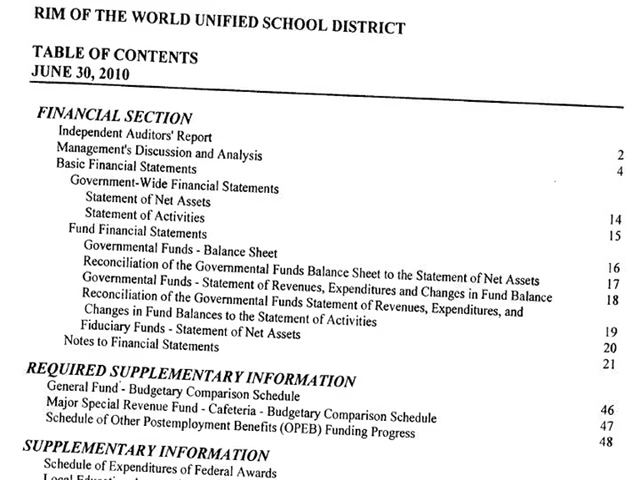 RIM OF THE WORLD UNIFIED SCHOOL DISTRICT
TABLE OF CONTENTS
JUNE 30, 2010
FINANCIAL SECTION
Independent Auditors' Report 2
Management's Discussion and Analysis 4
Basic Financial Statements
Government-Wide Financial Statements
Statement of Net Assets 14
Statement of Activities 15
Fund Financial Statements
Governmental Funds - Balance Sheet 16
Reconciliation of the Governmental Funds Balance Sheet to the Statement of Net Assets 17
Governmental Funds - Statement of Revenues, Expenditures and Changes in Fund Balance 18
Reconciliation of the Governmental Funds Statement of Revenues, Expenditures, and
Changes in Fund Balances to the Statement of Activities 19
Fiduciary Funds - Statement of Net Assets 20
Notes to Financial Statements 21
REQUIRED SUPPLEMENTARY INFORMATION
General Fund - Budgetary Comparison Schedule 46
Major Special Revenue Fund - Cafeteria - Budgetary Comparison Schedule 47
Schedule of Other Postemployment Benefits (OPEB) Funding Progress 48
SUPPLEMENTARY INFORMATION
Schedule of Expenditures of Federal Awards
Local